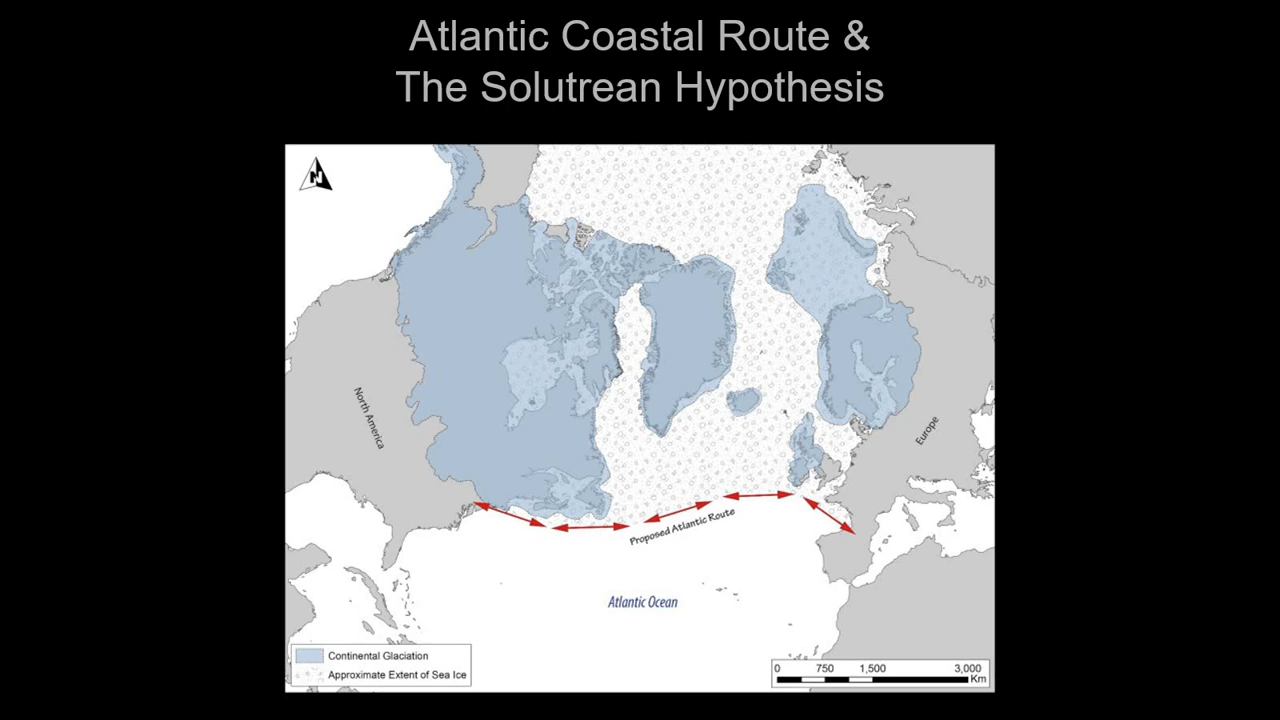 Atlantic Coastal Route &
The Solutrean Hypothesis
N
North America
Europe
Proposed Atlantic Route
Atlantic Ocean
Continental Glaciation
Approximate Extent of Sea Ice
0 750 1,500 3,000
Km